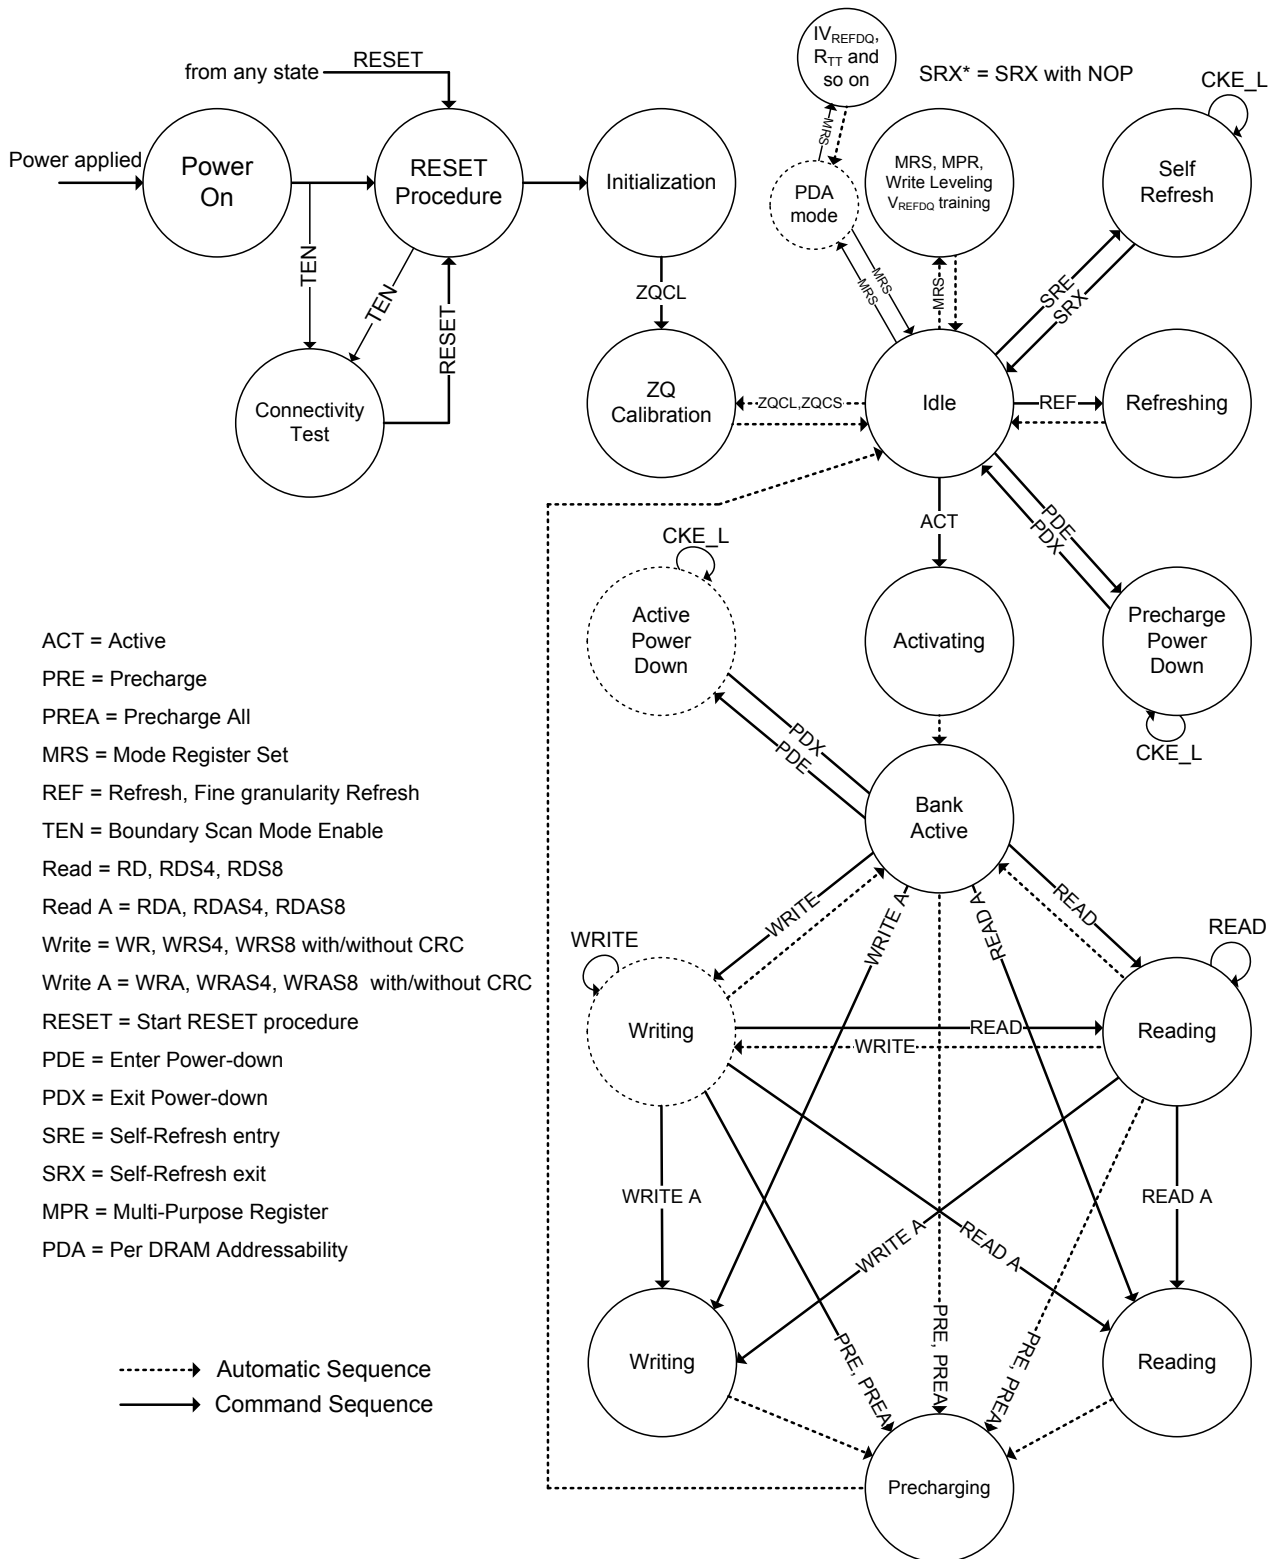 from any state
RESET
IV_REFDQ,
R_TT and
so on
SRX* = SRX with NOP
CKE_L
Power applied
Power
On
RESET
Procedure
Initialization
MRS
PDA
mode
MRS, MPR,
Write Leveling
V_REFDQ training
Self
Refresh
TEN
TEN
RESET
ZQCL
MRS
MRS
MRS
SRE
SRX
Connectivity
Test
ZQ
Calibration
ZQCL,ZQCS
Idle
REF
Refreshing
ACT
PDE
PDX
CKE_L
Active
Power
Down
Activating
Precharge
Power
Down
CKE_L
PDX
PDE
Bank
Active
ACT = Active
PRE = Precharge
PREA = Precharge All
MRS = Mode Register Set
REF = Refresh, Fine granularity Refresh
TEN = Boundary Scan Mode Enable
Read = RD, RDS4, RDS8
Read A = RDA, RDAS4, RDAS8
Write = WR, WRS4, WRS8 with/without CRC
Write A = WRA, WRAS4, WRAS8 with/without CRC
RESET = Start RESET procedure
PDE = Enter Power-down
PDX = Exit Power-down
SRE = Self-Refresh entry
SRX = Self-Refresh exit
MPR = Multi-Purpose Register
PDA = Per DRAM Addressability
WRITE
WRITE
WRITE A
READ A
READ
READ
Writing
READ
WRITE
Reading
WRITE A
WRITE A
READ A
READ A
PRE, PREA
PRE, PREA
PRE, PREA
Writing
Reading
Precharging
Automatic Sequence
Command Sequence